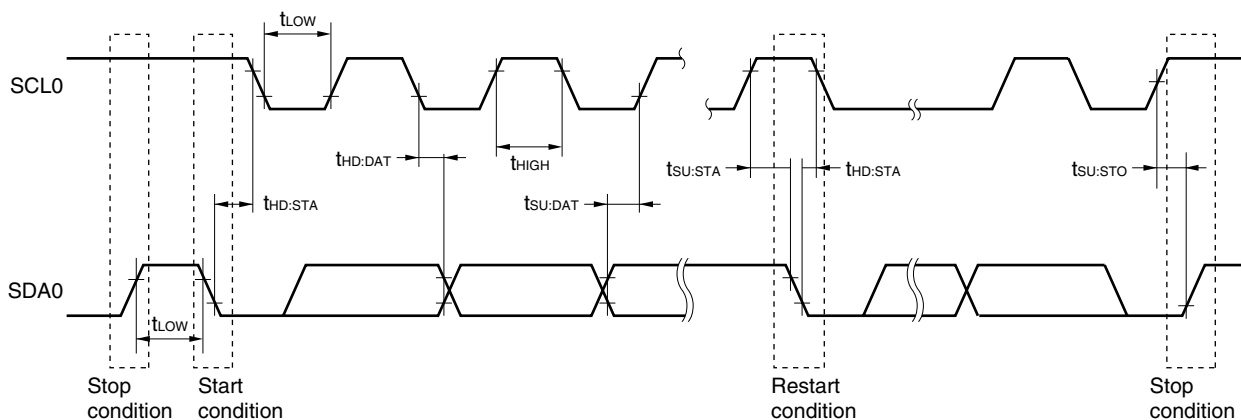 tLOW
SCL0
tHD:DAT
tHIGH
tSU:STA
tHD:STA
tSU:STO
tHD:STA
tSU:DAT
SDA0
tLOW
Stop
condition
Start
condition
Restart
condition
Stop
condition